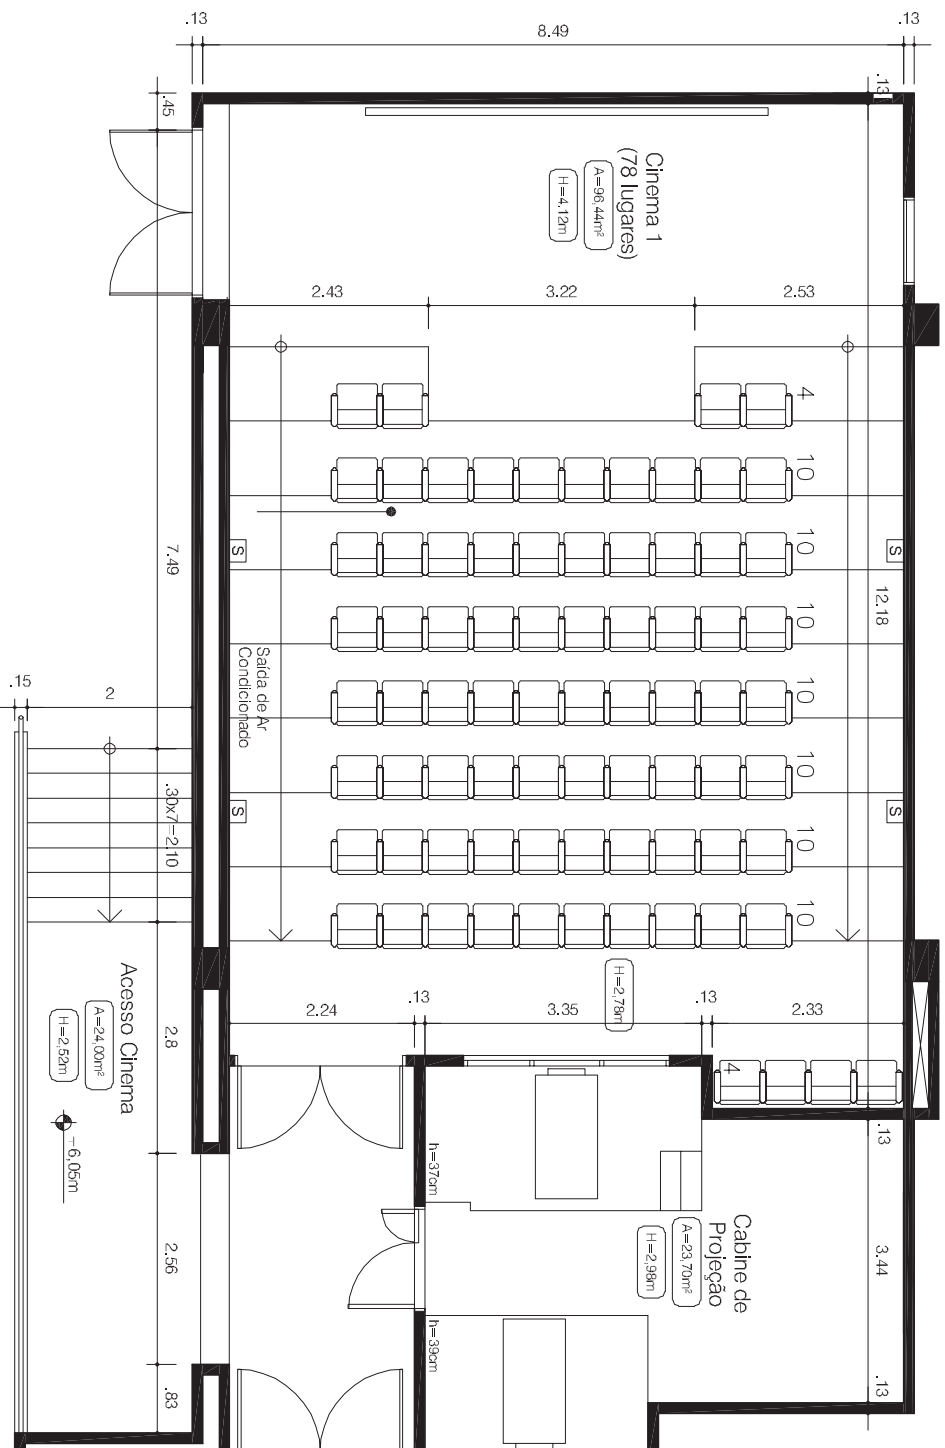 .13
8.49
.13
.13
.45
Cinema 1
(78 lugares)
A=96,44m²
H=4,12m
2.43
3.22
2.53
4
10
10
S
S
7.49
12.18
10
Saída de Ar
Condicionado
10
.15
2
10
.30x7=2.10
S
S
10
10
Acesso Cinema
A=24,00m²
H=2,52m
-6,05m
H=2,78m
2.8
2.24
.13
3.35
.13
2.33
4
.13
h=37cm
Cabine de
Projeção
A=23,70m²
H=2,98m
2.56
3.44
h=39cm
.83
.13